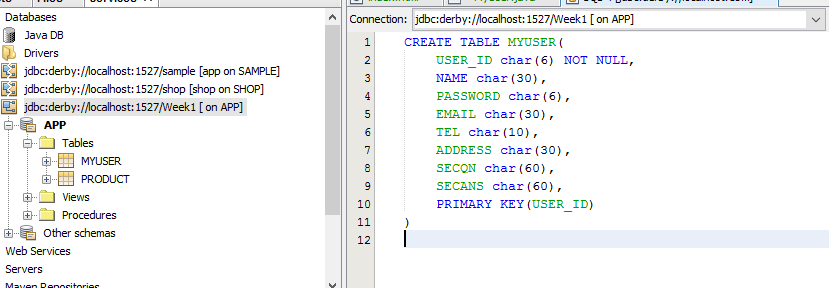 Services
Databases
Java DB
Drivers
jdbc:derby://localhost:1527/sample [app on SAMPLE]
jdbc:derby://localhost:1527/shop [shop on SHOP]
jdbc:derby://localhost:1527/Week1 [ on APP]
APP
Tables
MYUSER
PRODUCT
Views
Procedures
Other schemas
Web Services
Servers
Maven Repositories
Connection: jdbc:derby://localhost:1527/Week1 [ on APP]
1 CREATE TABLE MYUSER(
2 USER_ID char(6) NOT NULL,
3 NAME char(30),
4 PASSWORD char(6),
5 EMAIL char(30),
6 TEL char(10),
7 ADDRESS char(30),
8 SECQN char(60),
9 SECANS char(60),
10 PRIMARY KEY(USER_ID)
11 )
12